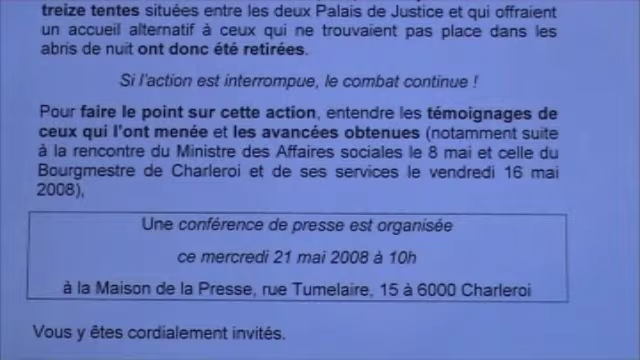 treize tentes situées entre les deux Palais de Justice et qui offraient
un accueil alternatif à ceux qui ne trouvaient pas place dans les
abris de nuit ont donc été retirées.
Si l'action est interrompue, le combat continue !
Pour faire le point sur cette action, entendre les témoignages de
ceux qui l'ont menée et les avancées obtenues (notamment suite
à la rencontre du Ministre des Affaires sociales le 8 mai et celle du
Bourgmestre de Charleroi et de ses services le vendredi 16 mai
2008),
Une conférence de presse est organisée
ce mercredi 21 mai 2008 à 10h
à la Maison de la Presse, rue Tumelaire, 15 à 6000 Charleroi
Vous y êtes cordialement invités.